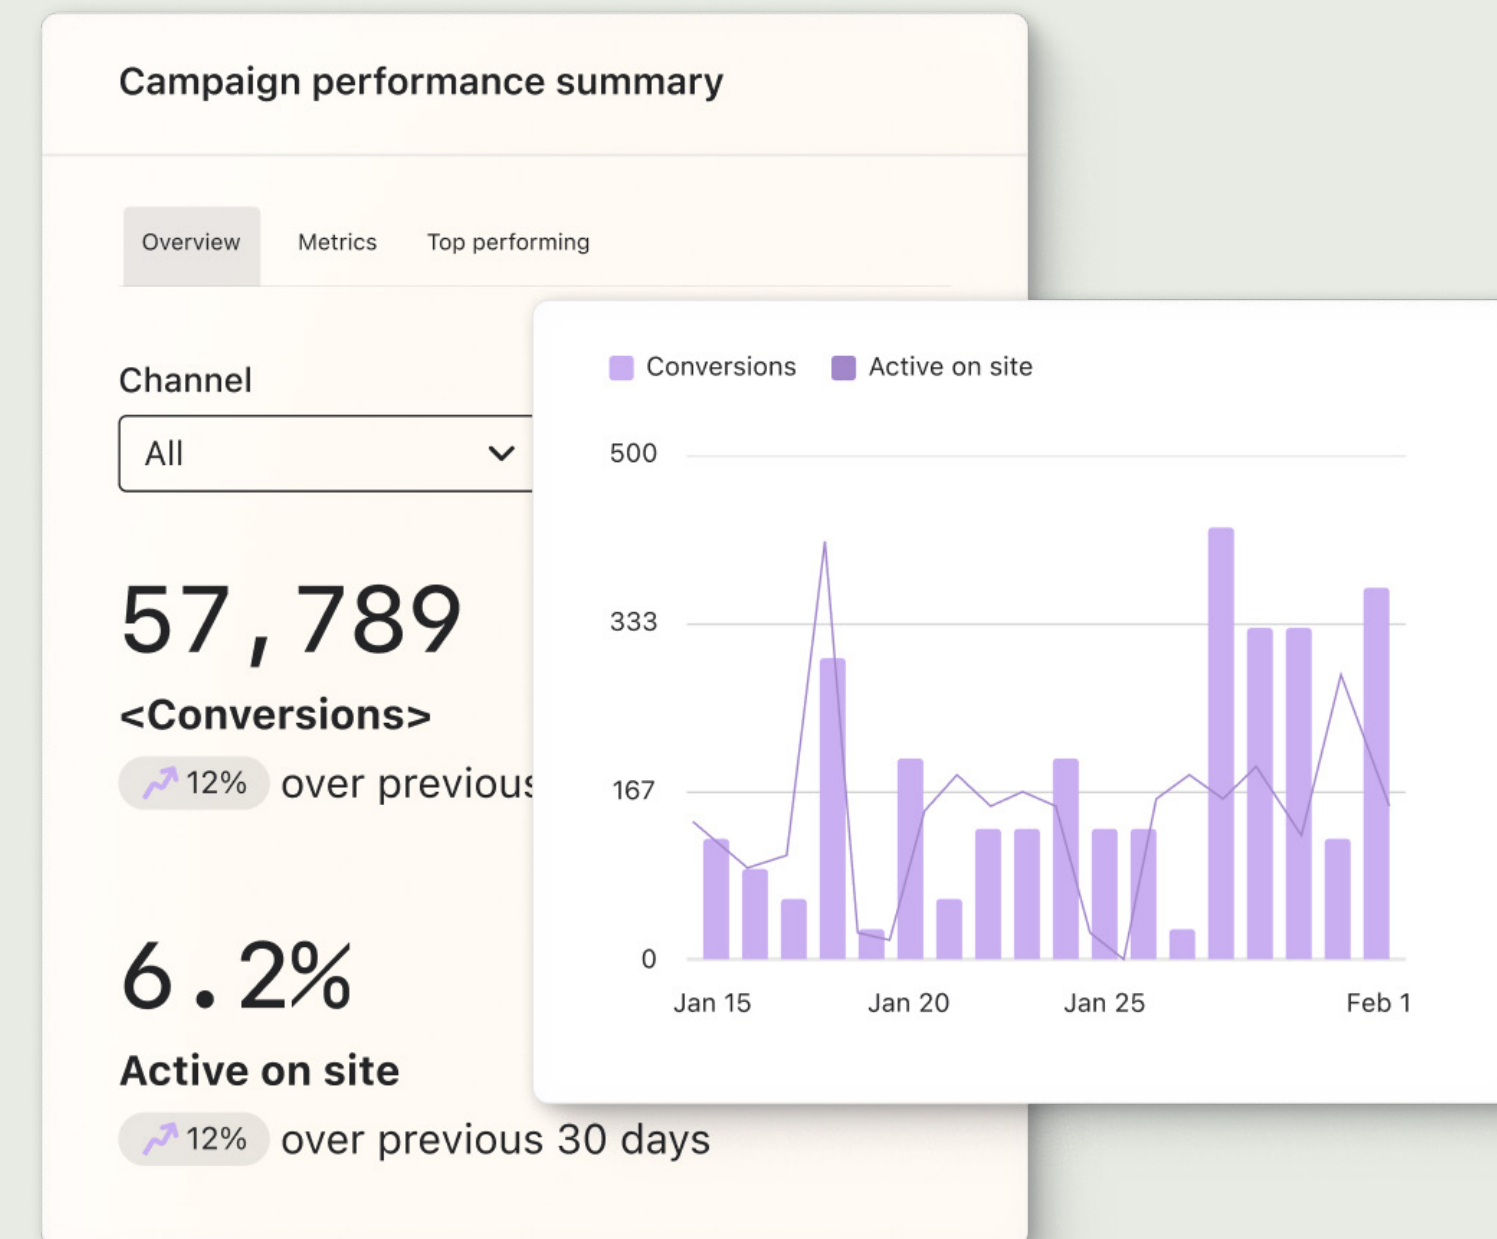 Campaign performance summary
Overview Metrics Top performing
Channel
All
57,789
<Conversions>
12% over previous
6.2%
Active on site
12% over previous 30 days
Conversions Active on site
500
333
167
0
Jan 15 Jan 20 Jan 25 Feb 1